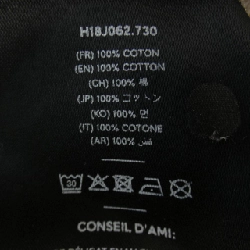 H18J062.730
(FR) 100% COTON
(EN) 100% COTTON
(CH) 100% 棉
(JP) 100% コットン
(KO) 100% 면
(IT) 100% COTONE
(AR) 100%
30
CONSEIL D'AMI: